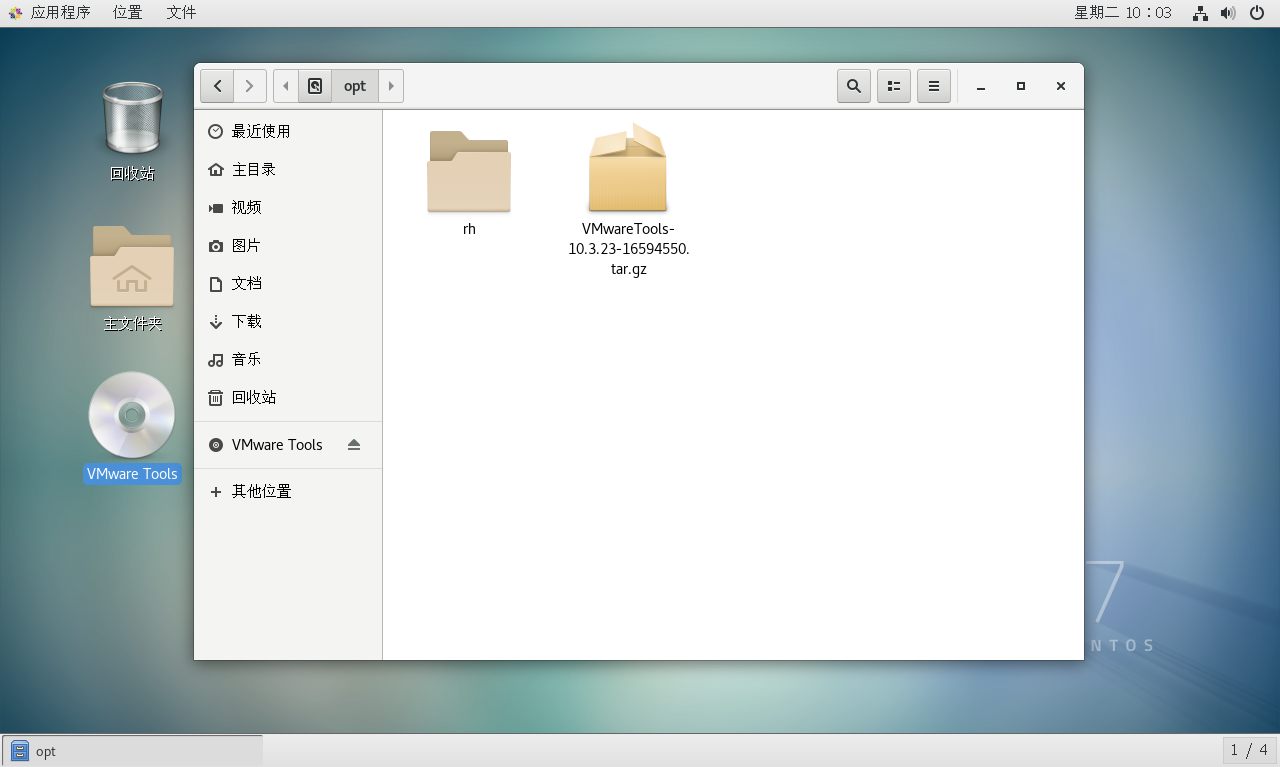 应用程序 位置 文件 星期二 10：03
回收站
主文件夹
VMware Tools
opt
最近使用
主目录
视频
图片
文档
下载
音乐
回收站
VMware Tools
其他位置
rh
VMwareTools-
10.3.23-16594550.
tar.gz
7
NTOS
opt
1 / 4